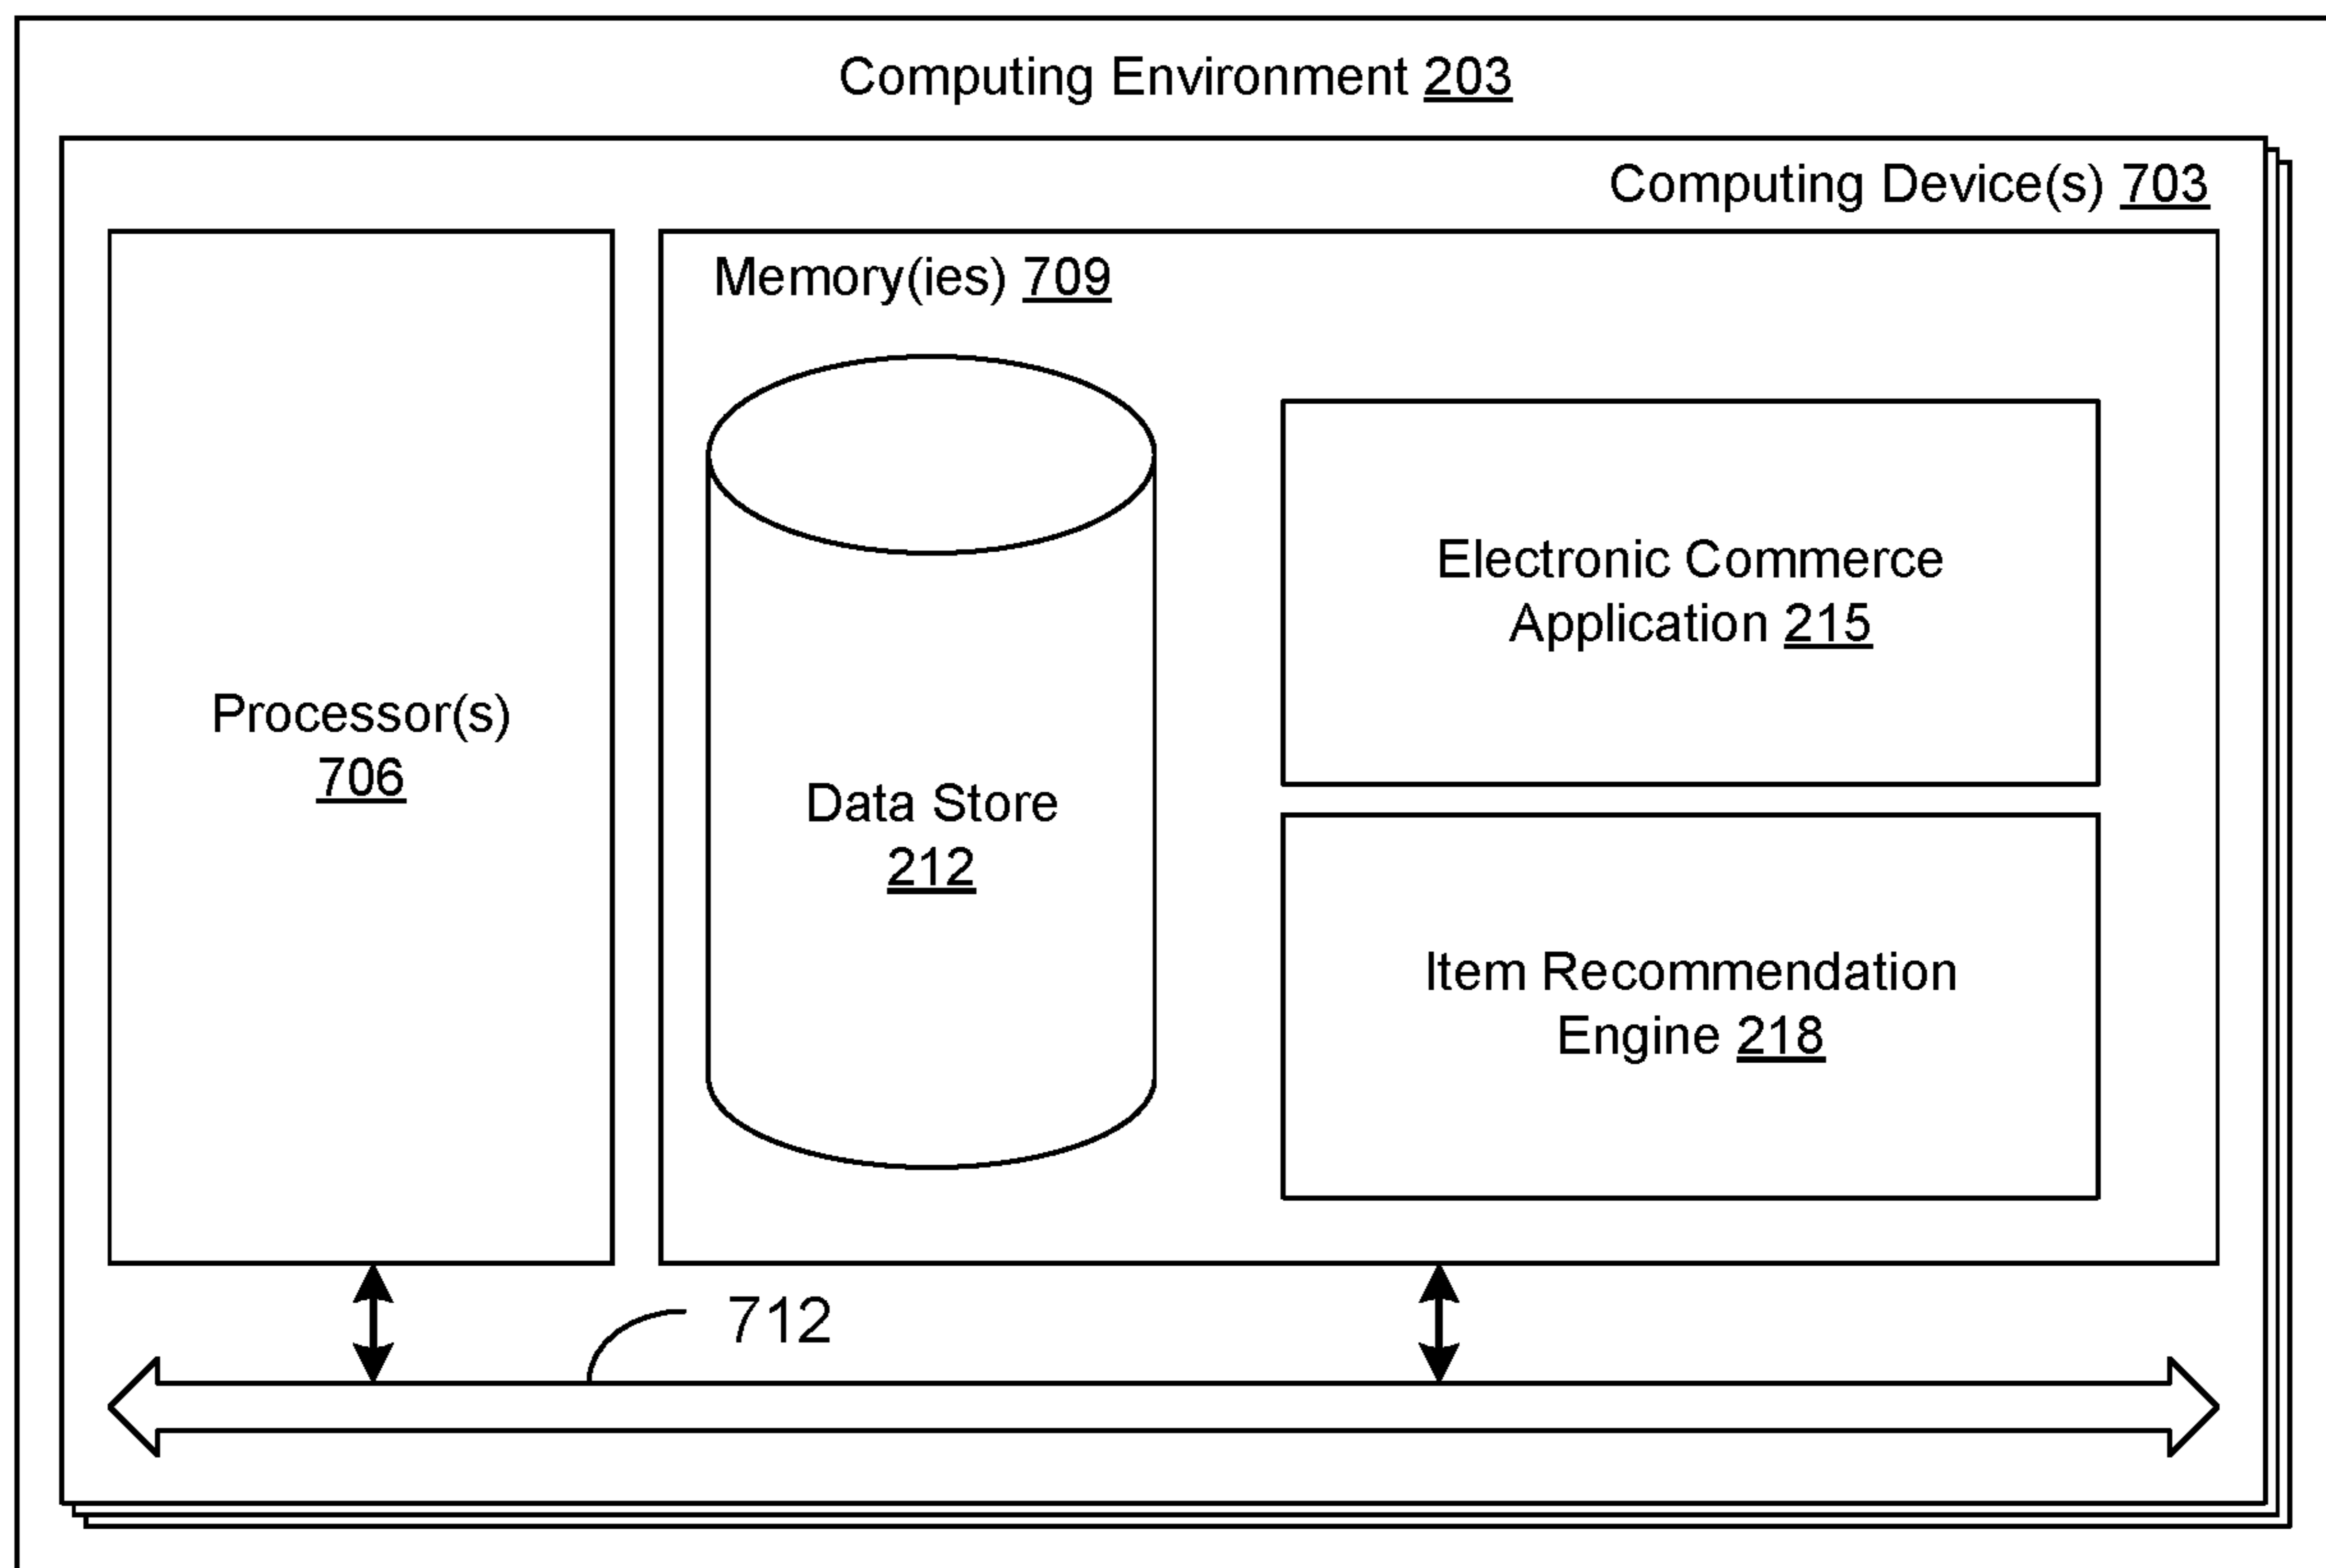 Computing Environment 203
Computing Device(s) 703
Memory(ies) 709
Electronic Commerce
Application 215
Processor(s)
706
Data Store
212
Item Recommendation
Engine 218
712